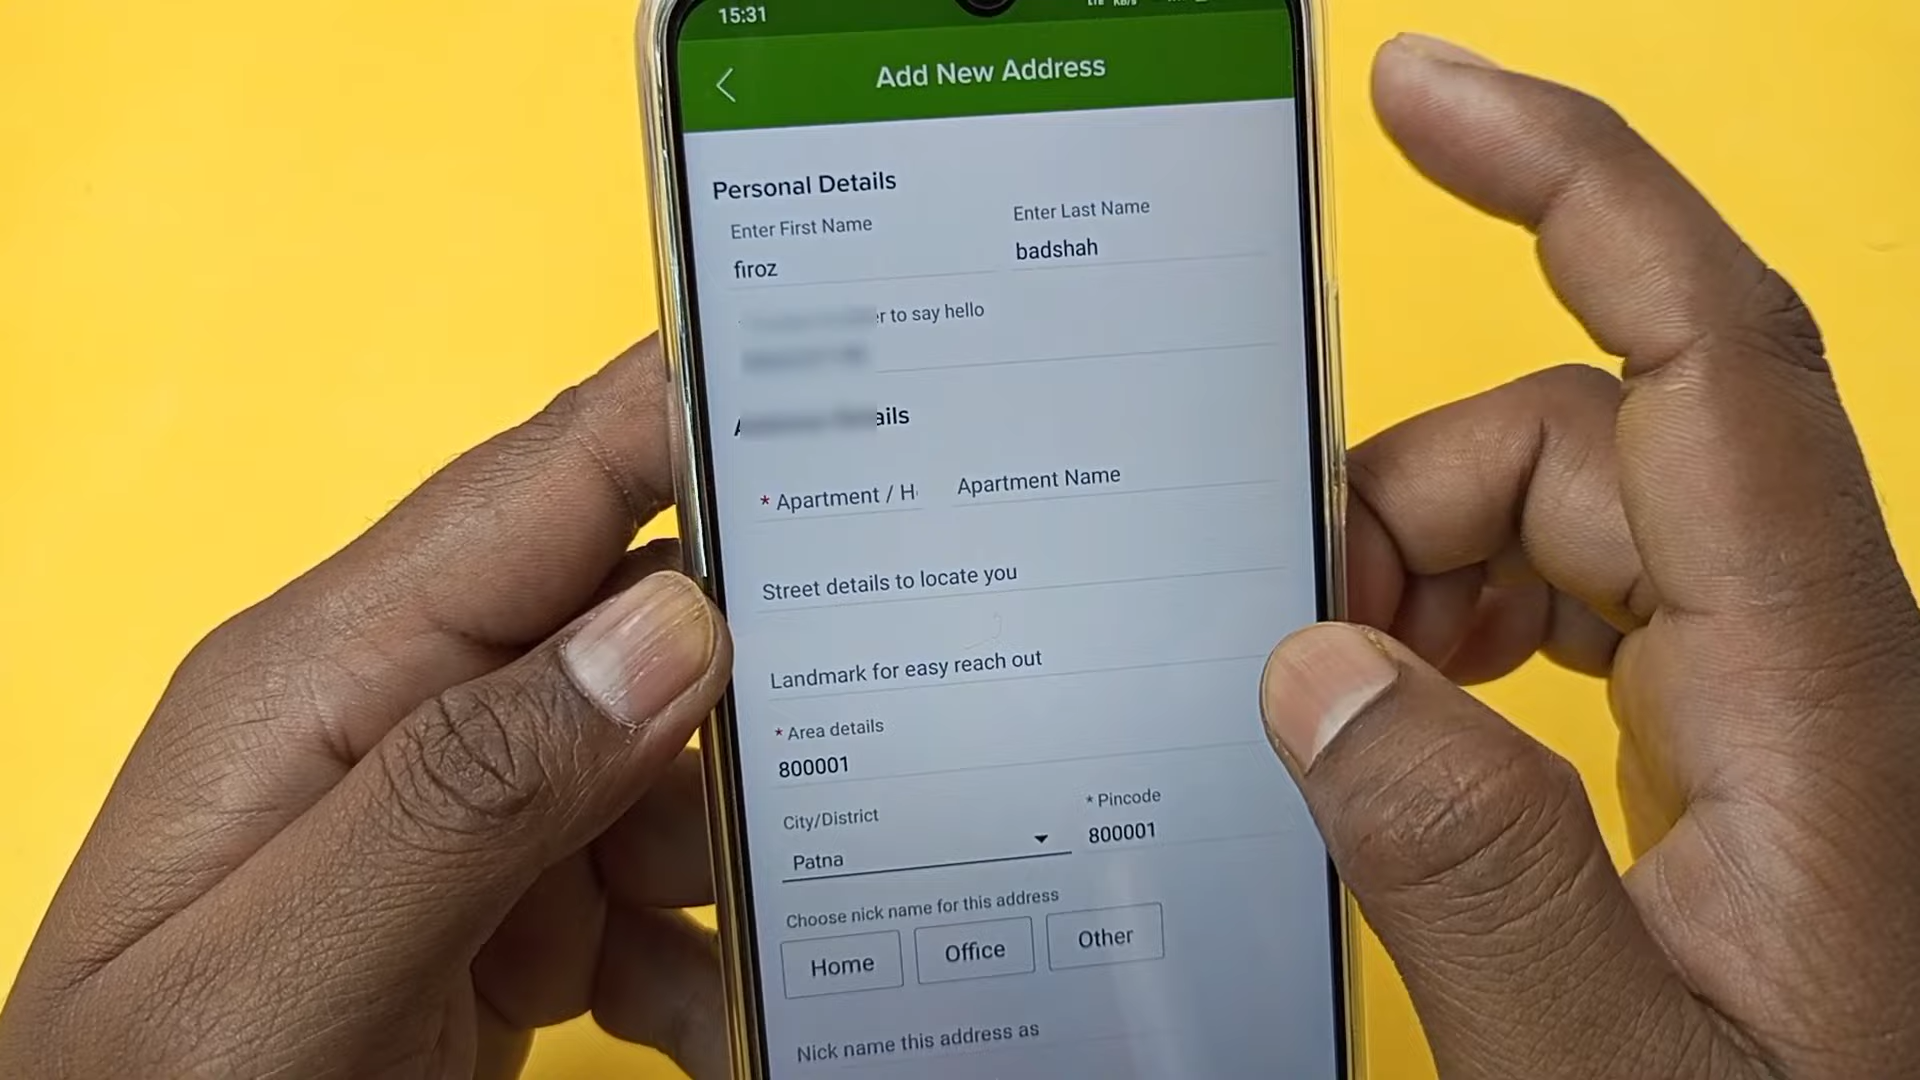 15:31
LTE KB/s
Add New Address
Personal Details
Enter First Name
Enter Last Name
firoz
badshah
to say hello
* Apartment / H
Apartment Name
Street details to locate you
Landmark for easy reach out
* Area details
800001
City/District
* Pincode
Patna
800001
Choose nick name for this address
Home
Office
Other
Nick name this address as